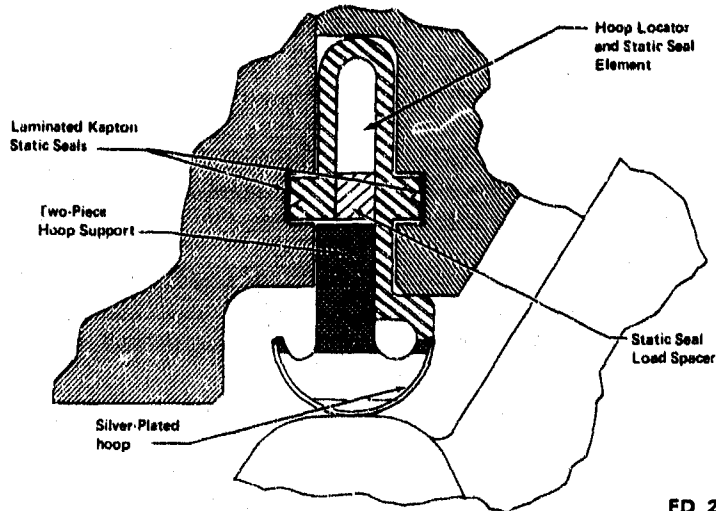 Hoop Locator
and Static Seal
Element
Laminated Kapton
Static Seals
Two-Piece
Hoop Support
Static Seal
Load Spacer
Silver-Plated
hoop
FD 2